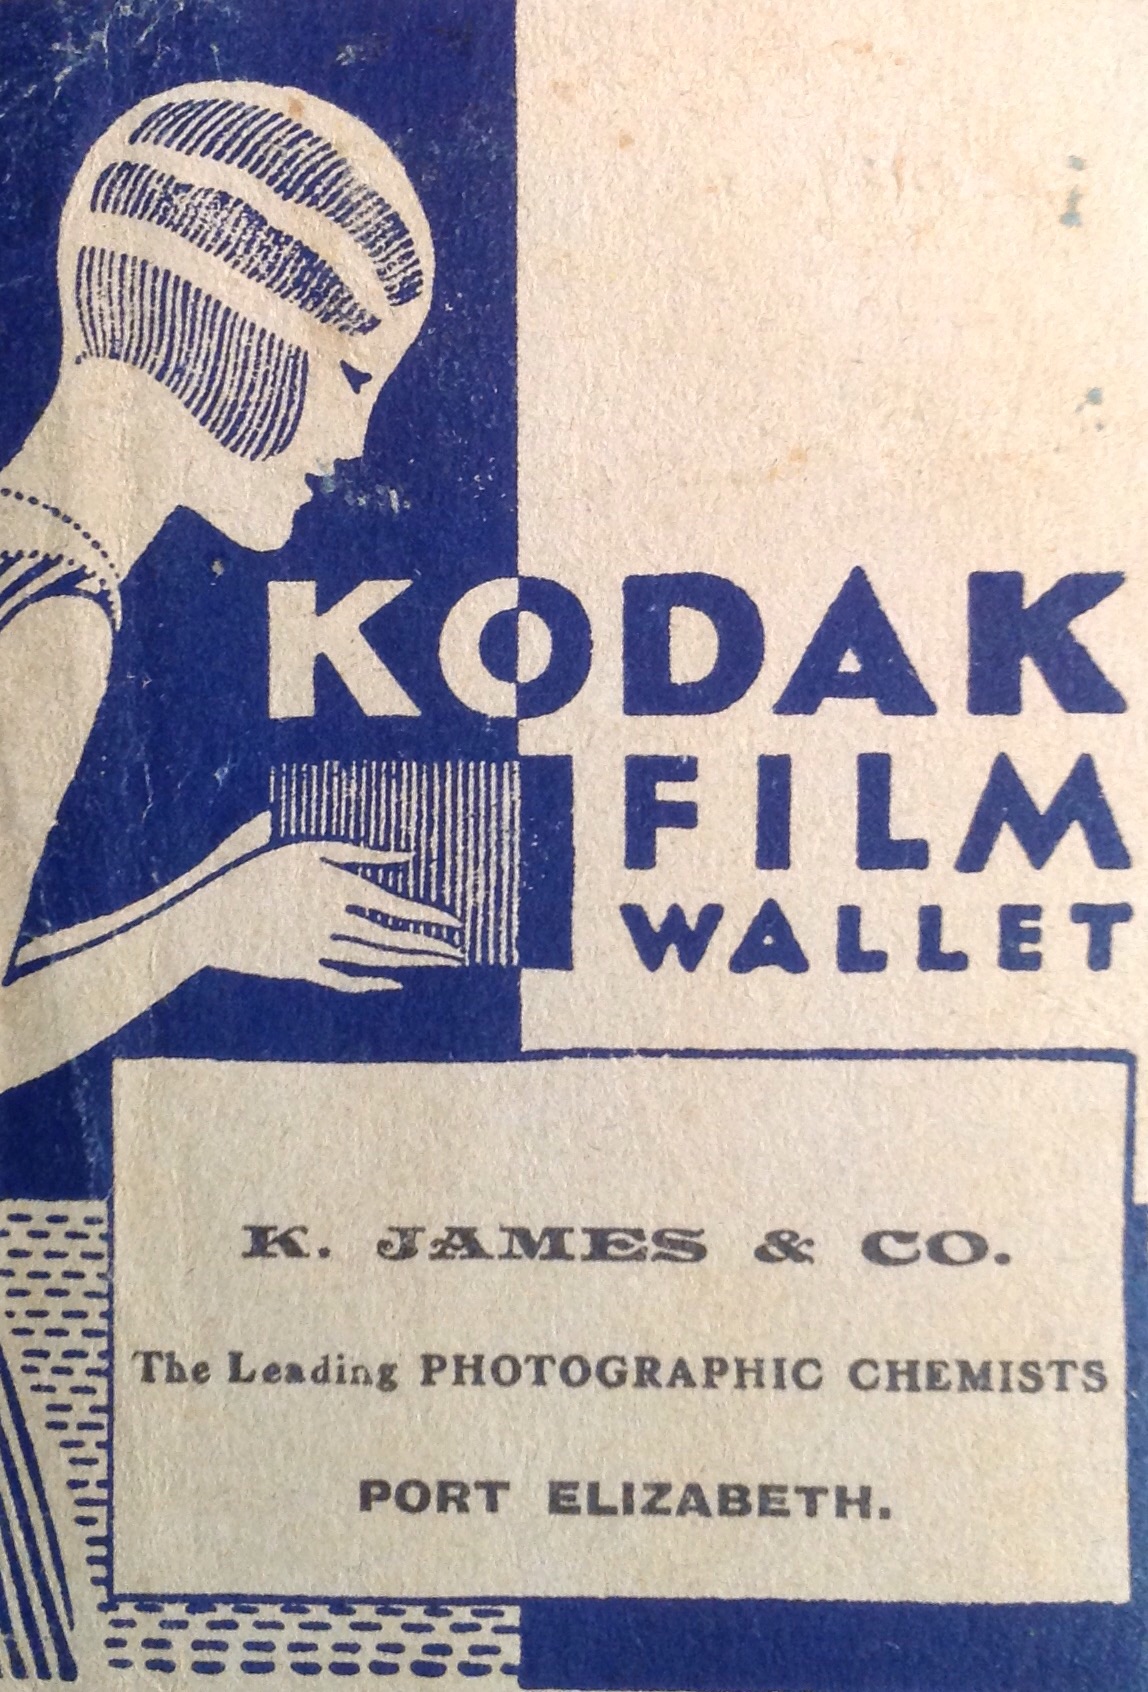 KODAK
FILM
WALLET
K. JAMES & CO.
The Leading PHOTOGRAPHIC CHEMISTS
PORT ELIZABETH.